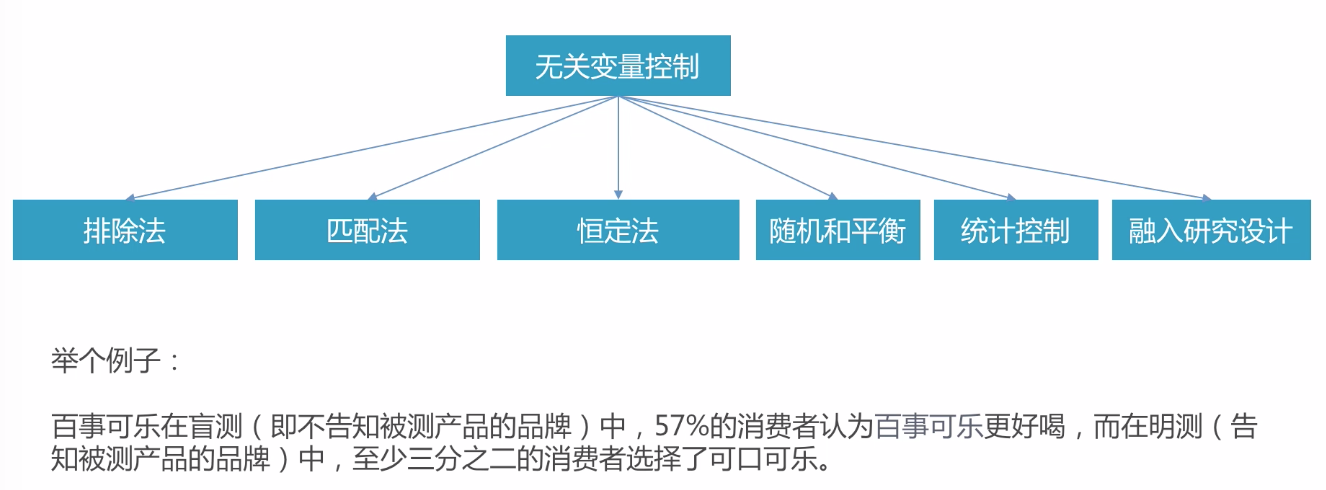 无关变量控制
排除法
匹配法
恒定法
随机和平衡
统计控制
融入研究设计
举个例子：
百事可乐在盲测（即不告知被测产品的品牌）中，57%的消费者认为百事可乐更好喝，而在明测（告
知被测产品的品牌）中，至少三分之二的消费者选择了可口可乐。